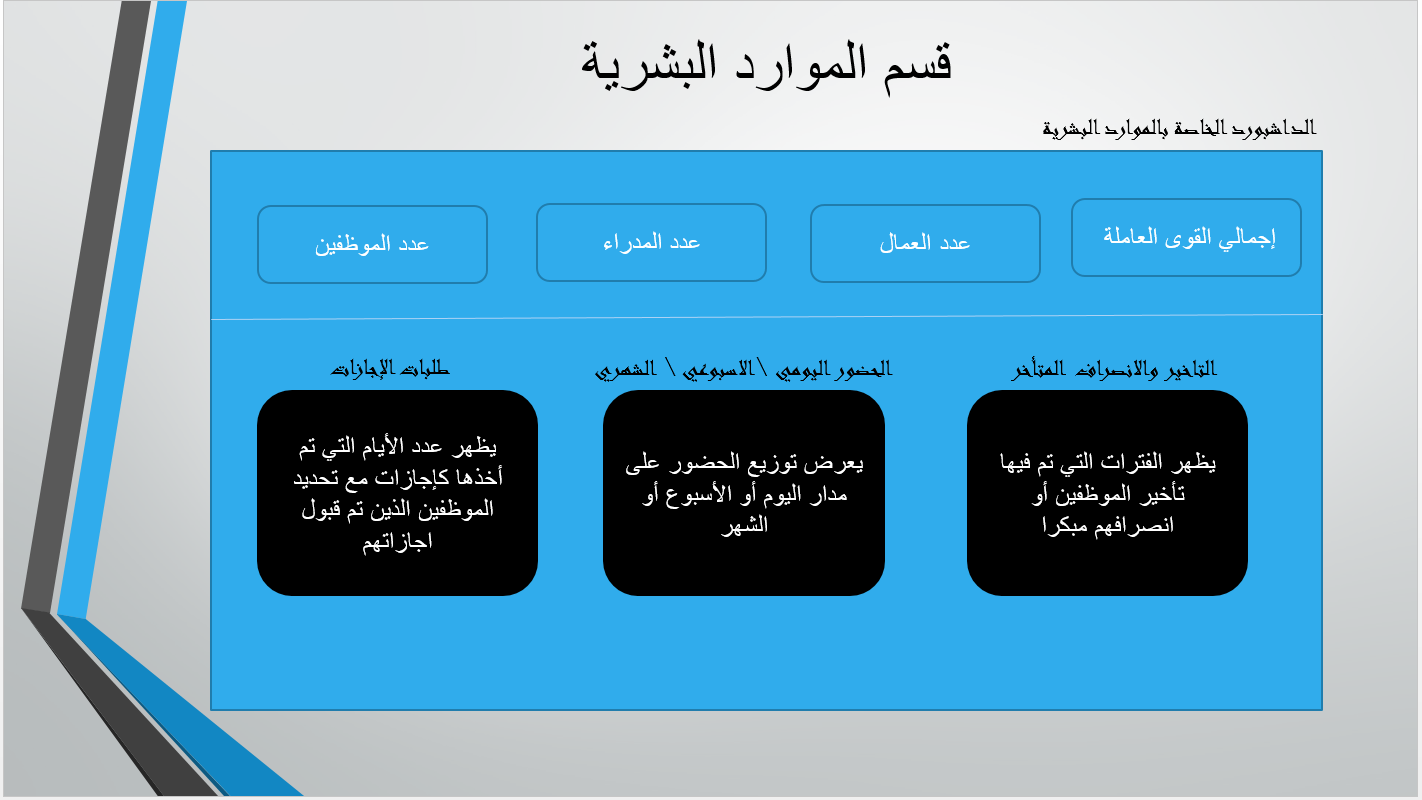 قسم الموارد البشرية
الداشبورد الخاصة بالموارد البشرية
إجمالي القوى العاملة
عدد العمال
عدد المدراء
عدد الموظفين
التاخير والانصراف المتأخر
يظهر الفترات التي تم فيها
تأخير الموظفين أو
انصرافهم مبكرا
الحضور اليومي \الاسبوعي \ الشهري
يعرض توزيع الحضور على
مدار اليوم أو الأسبوع أو
الشهر
طلبات الإجازات
يظهر عدد الأيام التي تم
أخذها كإجازات مع تحديد
الموظفين الذين تم قبول
اجازاتهم